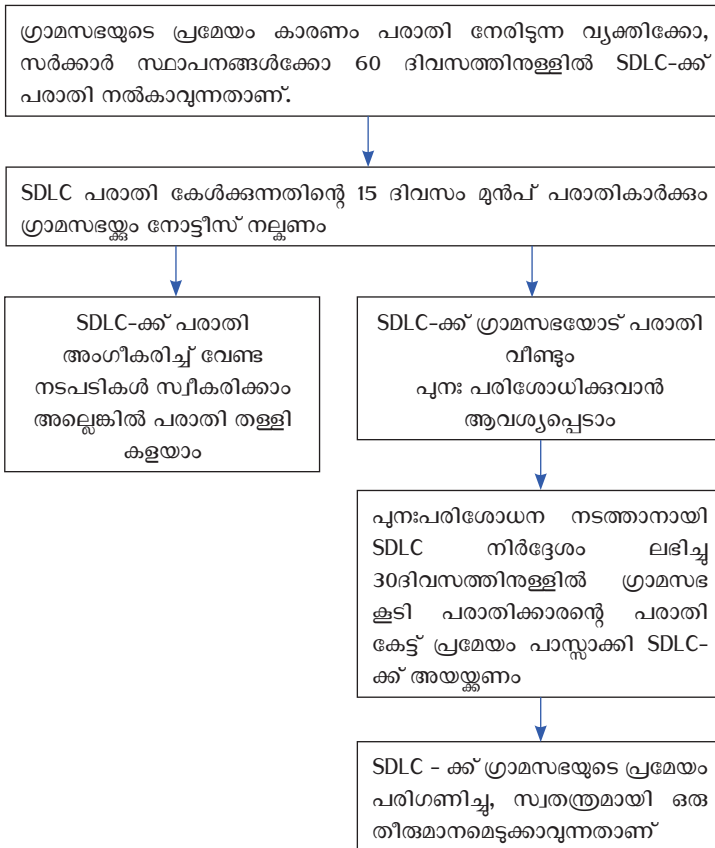 ഗ്രാമസഭയുടെ പ്രമേയം കാരണം പരാതി നേരിടുന്ന വ്യക്തിക്കോ,
സർക്കാർ സ്ഥാപനങ്ങൾക്കോ 60 ദിവസത്തിനുള്ളിൽ SDLC-ക്ക്
പരാതി നൽകാവുന്നതാണ്.
SDLC പരാതി കേൾക്കുന്നതിന്റെ 15 ദിവസം മുൻപ് പരാതികാർക്കും
ഗ്രാമസഭയ്ക്കും നോട്ടീസ് നല്കണം
SDLC-ക്ക് പരാതി
അംഗീകരിച്ച് വേണ്ട
നടപടികൾ സ്വീകരിക്കാം
അല്ലെങ്കിൽ പരാതി തള്ളി
കളയാം
SDLC-ക്ക് ഗ്രാമസഭയോട് പരാതി
വീണ്ടും
പുനഃ പരിശോധിക്കുവാൻ
ആവശ്യപ്പെടാം
പുനഃപരിശോധന നടത്താനായി
SDLC നിർദ്ദേശം ലഭിച്ചു
30ദിവസത്തിനുള്ളിൽ ഗ്രാമസഭ
കൂടി പരാതിക്കാരന്റെ പരാതി
കേട്ട് പ്രമേയം പാസ്സാക്കി SDLC-
ക്ക് അയയ്ക്കണം
SDLC - ക്ക് ഗ്രാമസഭയുടെ പ്രമേയം
പരിഗണിച്ചു, സ്വതന്ത്രമായി ഒരു
തീരുമാനമെടുക്കാവുന്നതാണ്